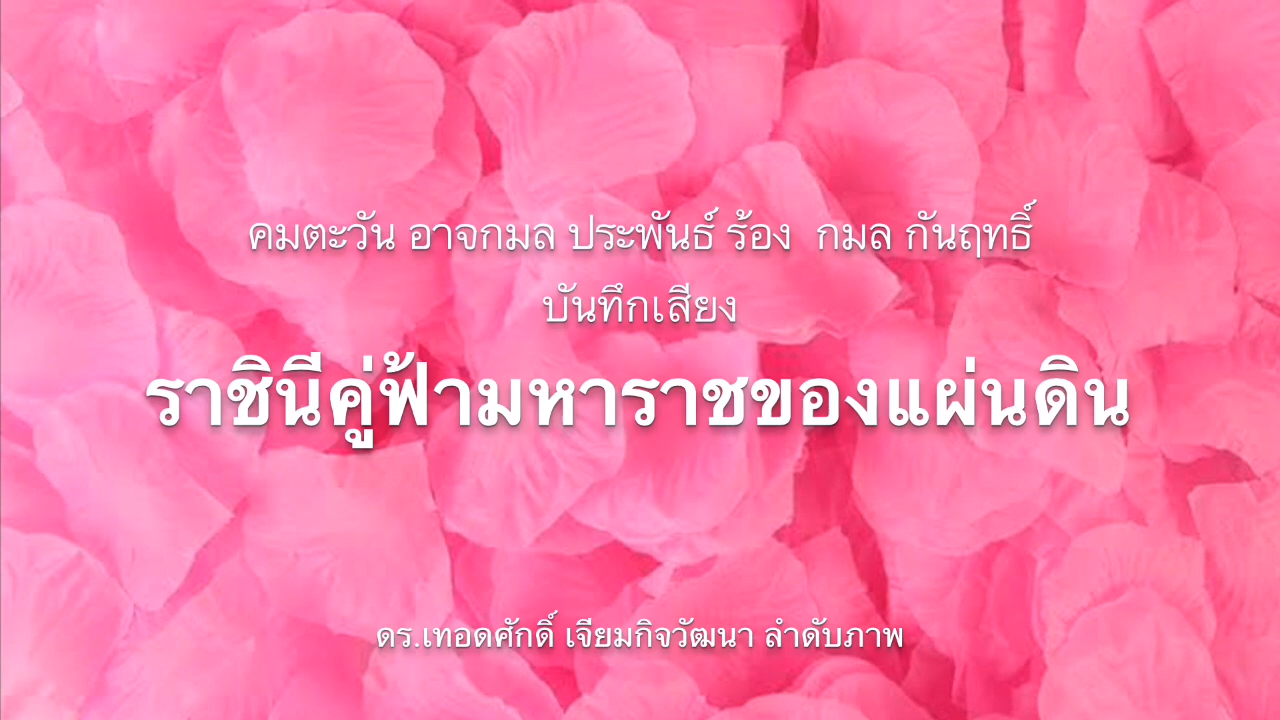 คมตะวัน อาจกมล ประพันธ์ ร้อง  กมล กันฤทธิ์
บันทึกเสียง
ราชินีคู่ฟ้ามหาราชของแผ่นดิน
ดร.เทอดศักดิ์ เจียมกิจวัฒนา ลำดับภาพ